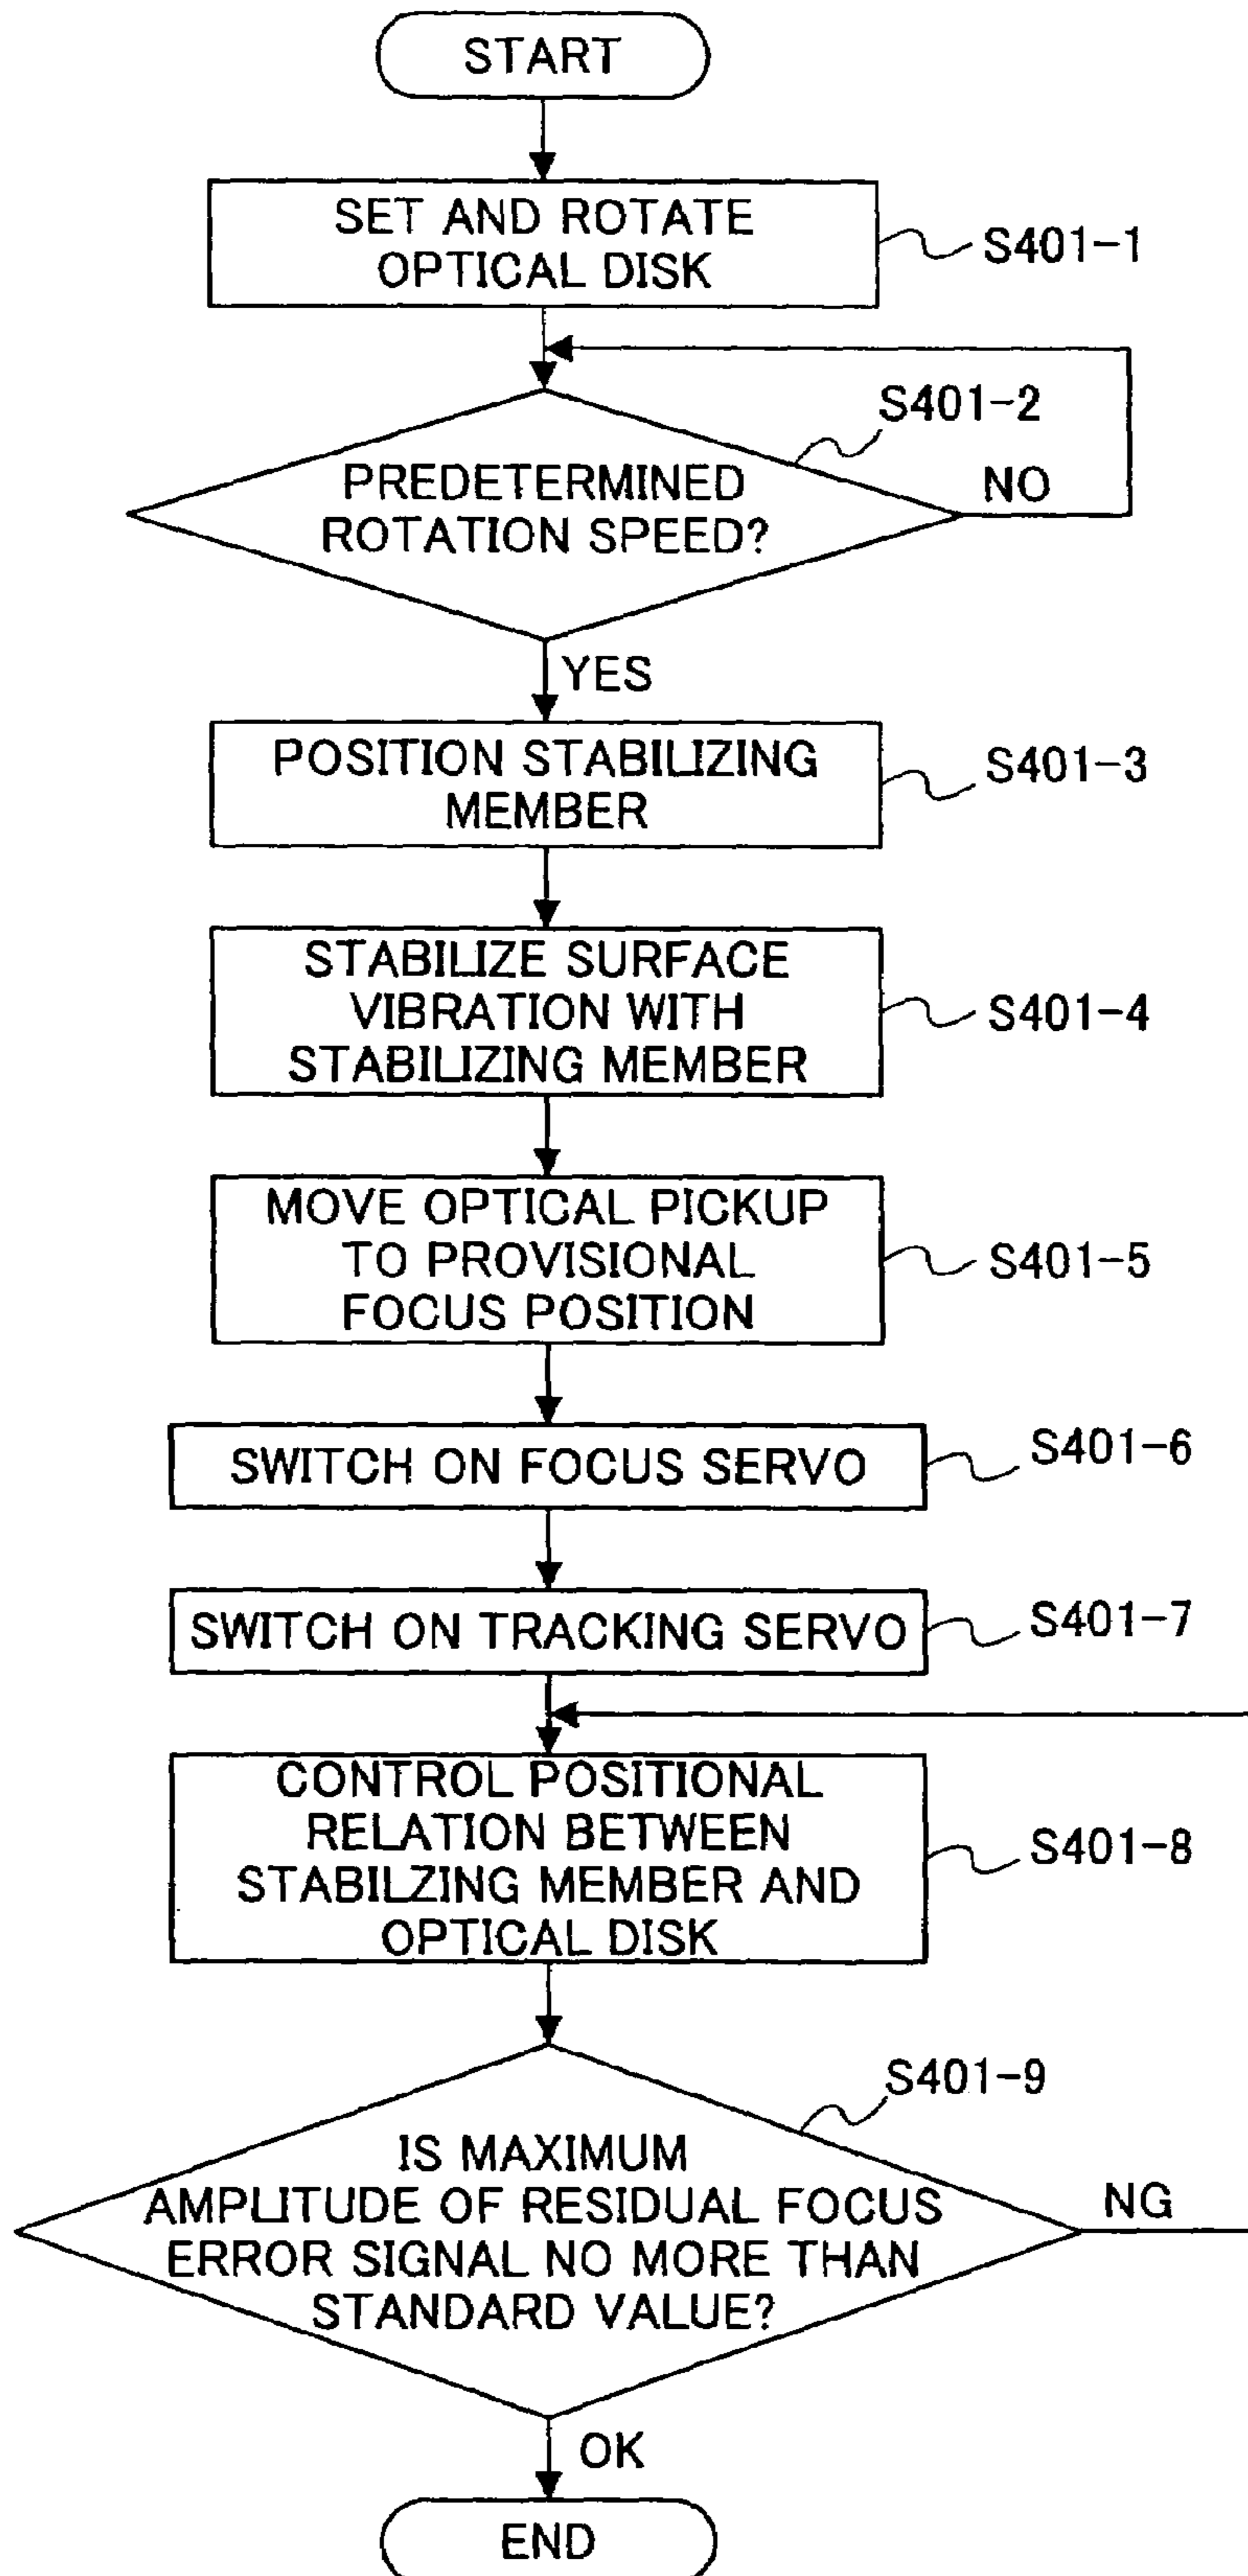 START
SET AND ROTATE
OPTICAL DISK
S401-1
S401-2
PREDETERMINED
ROTATION SPEED?
NO
YES
POSITION STABILIZING
MEMBER
S401-3
STABILIZE SURFACE
VIBRATION WITH
STABILIZING MEMBER
S401-4
MOVE OPTICAL PICKUP
TO PROVISIONAL
FOCUS POSITION
S401-5
SWITCH ON FOCUS SERVO
S401-6
SWITCH ON TRACKING SERVO
S401-7
CONTROL POSITIONAL
RELATION BETWEEN
STABILZING MEMBER AND
OPTICAL DISK
S401-8
S401-9
IS MAXIMUM
AMPLITUDE OF RESIDUAL FOCUS
ERROR SIGNAL NO MORE THAN
STANDARD VALUE?
NG
OK
END